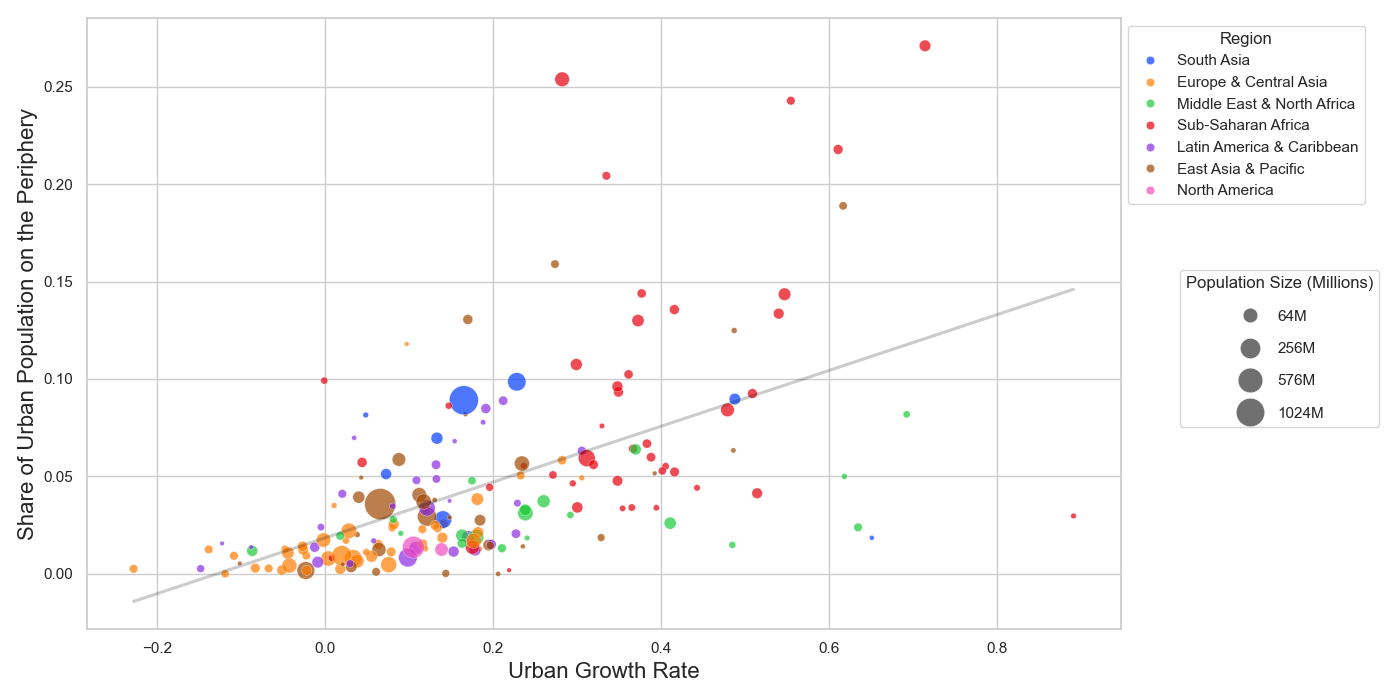 Share of Urban Population on the Periphery
0.25
0.20
0.15
0.10
0.05
0.00
−0.2
0.0
0.2
0.4
0.6
0.8
Urban Growth Rate
Region
South Asia
Europe & Central Asia
Middle East & North Africa
Sub-Saharan Africa
Latin America & Caribbean
East Asia & Pacific
North America
Population Size (Millions)
64M
256M
576M
1024M